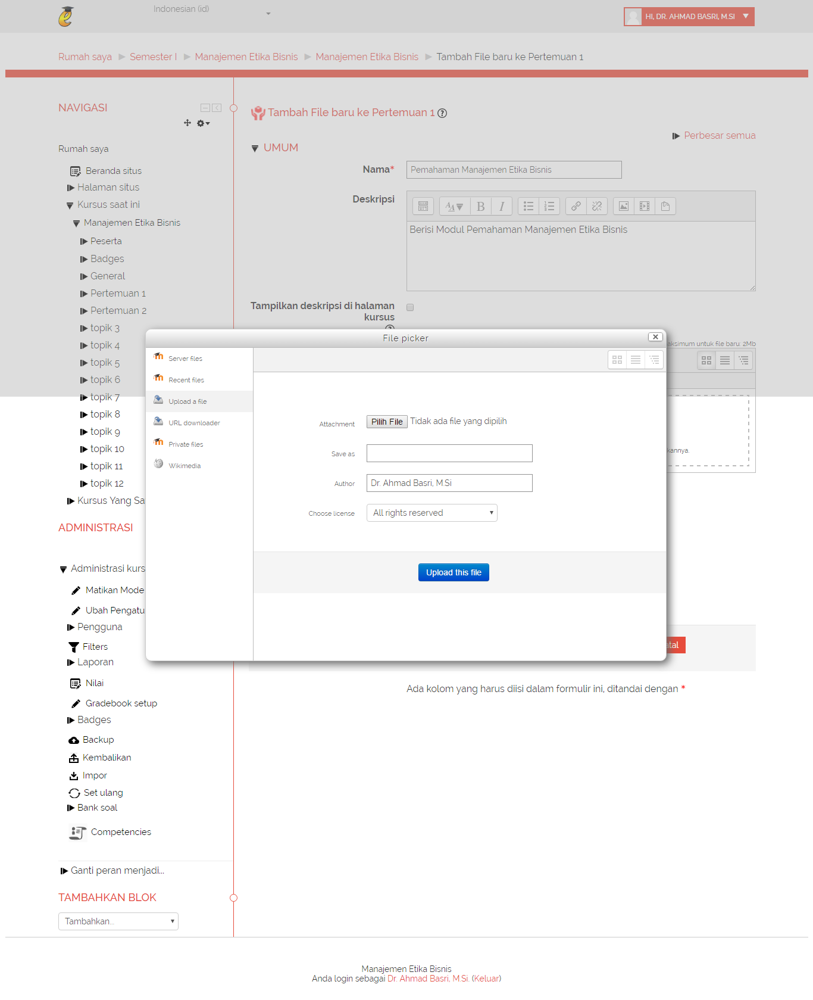 Indonesian (id)
HI, DR. AHMAD BASRI, M.SI
Rumah saya Semester I Manajemen Etika Bisnis Manajemen Etika Bisnis Tambah File baru ke Pertemuan 1
NAVIGASI
Rumah saya
Beranda situs
Halaman situs
Kursus saat ini
Manajemen Etika Bisnis
Peserta
Badges
General
Pertemuan 1
Pertemuan 2
topik 3
topik 4
topik 5
topik 6
topik 7
topik 8
topik 9
topik 10
topik 11
topik 12
Kursus Yang Sa
ADMINISTRASI
Administrasi kurs
Matikan Mode
Ubah Pengatu
Pengguna
Filters
Laporan
Nilai
Gradebook setup
Badges
Backup
Kembalikan
Impor
Set ulang
Bank soal
Competencies
Ganti peran menjadi...
TAMBAHKAN BLOK
Tambahkan...
Tambah File baru ke Pertemuan 1
Perbesar semua
UMUM
Nama* Pemahaman Manajemen Etika Bisnis
Deskripsi
Berisi Modul Pemahaman Manajemen Etika Bisnis
Tampilkan deskripsi di halaman
kursus
aksimum untuk file baru: 2Mb
kannya.
File picker
Server files
Recent files
Upload a file
URL downloader
Private files
Wikimedia
Attachment Pilih File Tidak ada file yang dipilih
Save as
Author Dr. Ahmad Basri, M.Si
Choose license All rights reserved
Upload this file
atal
Ada kolom yang harus diisi dalam formulir ini, ditandai dengan *
Manajemen Etika Bisnis
Anda login sebagai Dr. Ahmad Basri, M.Si. (Keluar)